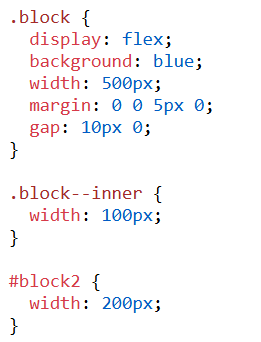 .block {
  display: flex;
  background: blue;
  width: 500px;
  margin: 0 0 5px 0;
  gap: 10px 0;
}

.block--inner {
  width: 100px;
}

#block2 {
  width: 200px;
}